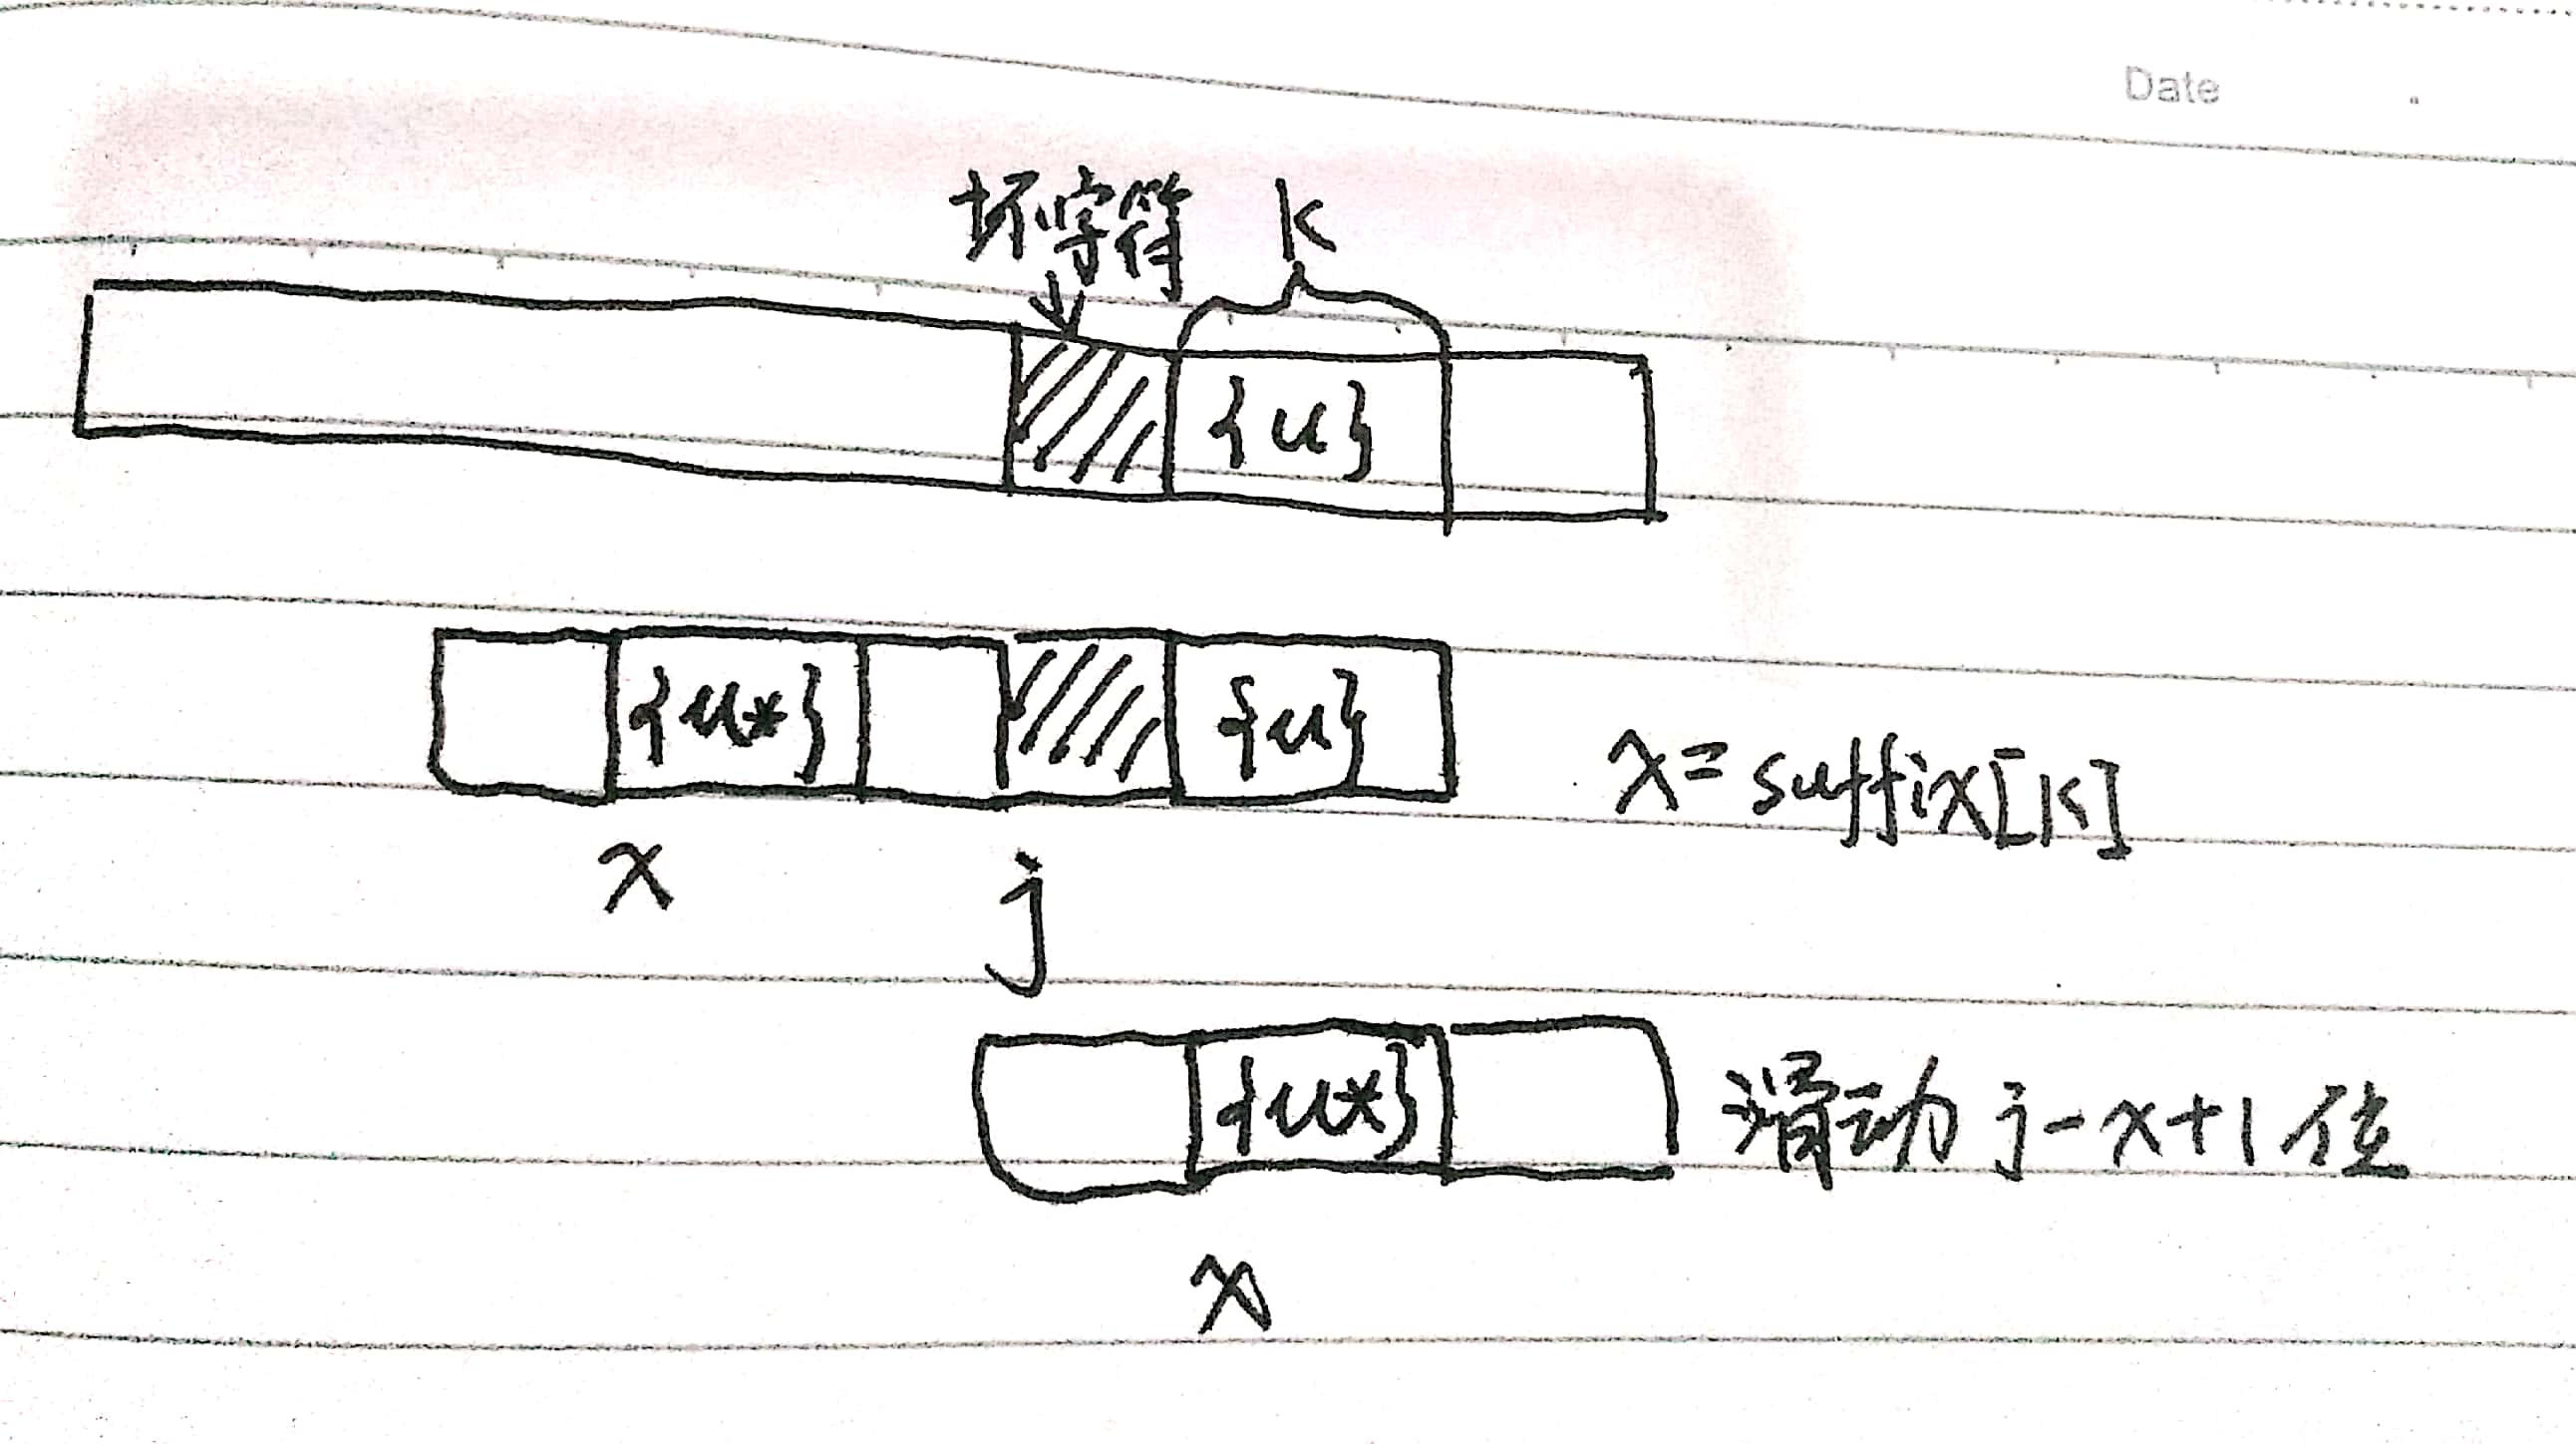 Date
坏字符 K
{u}
{u*} {u}
x = suffix[K]
x j
{u*} 滑动 j-x+1 位
x